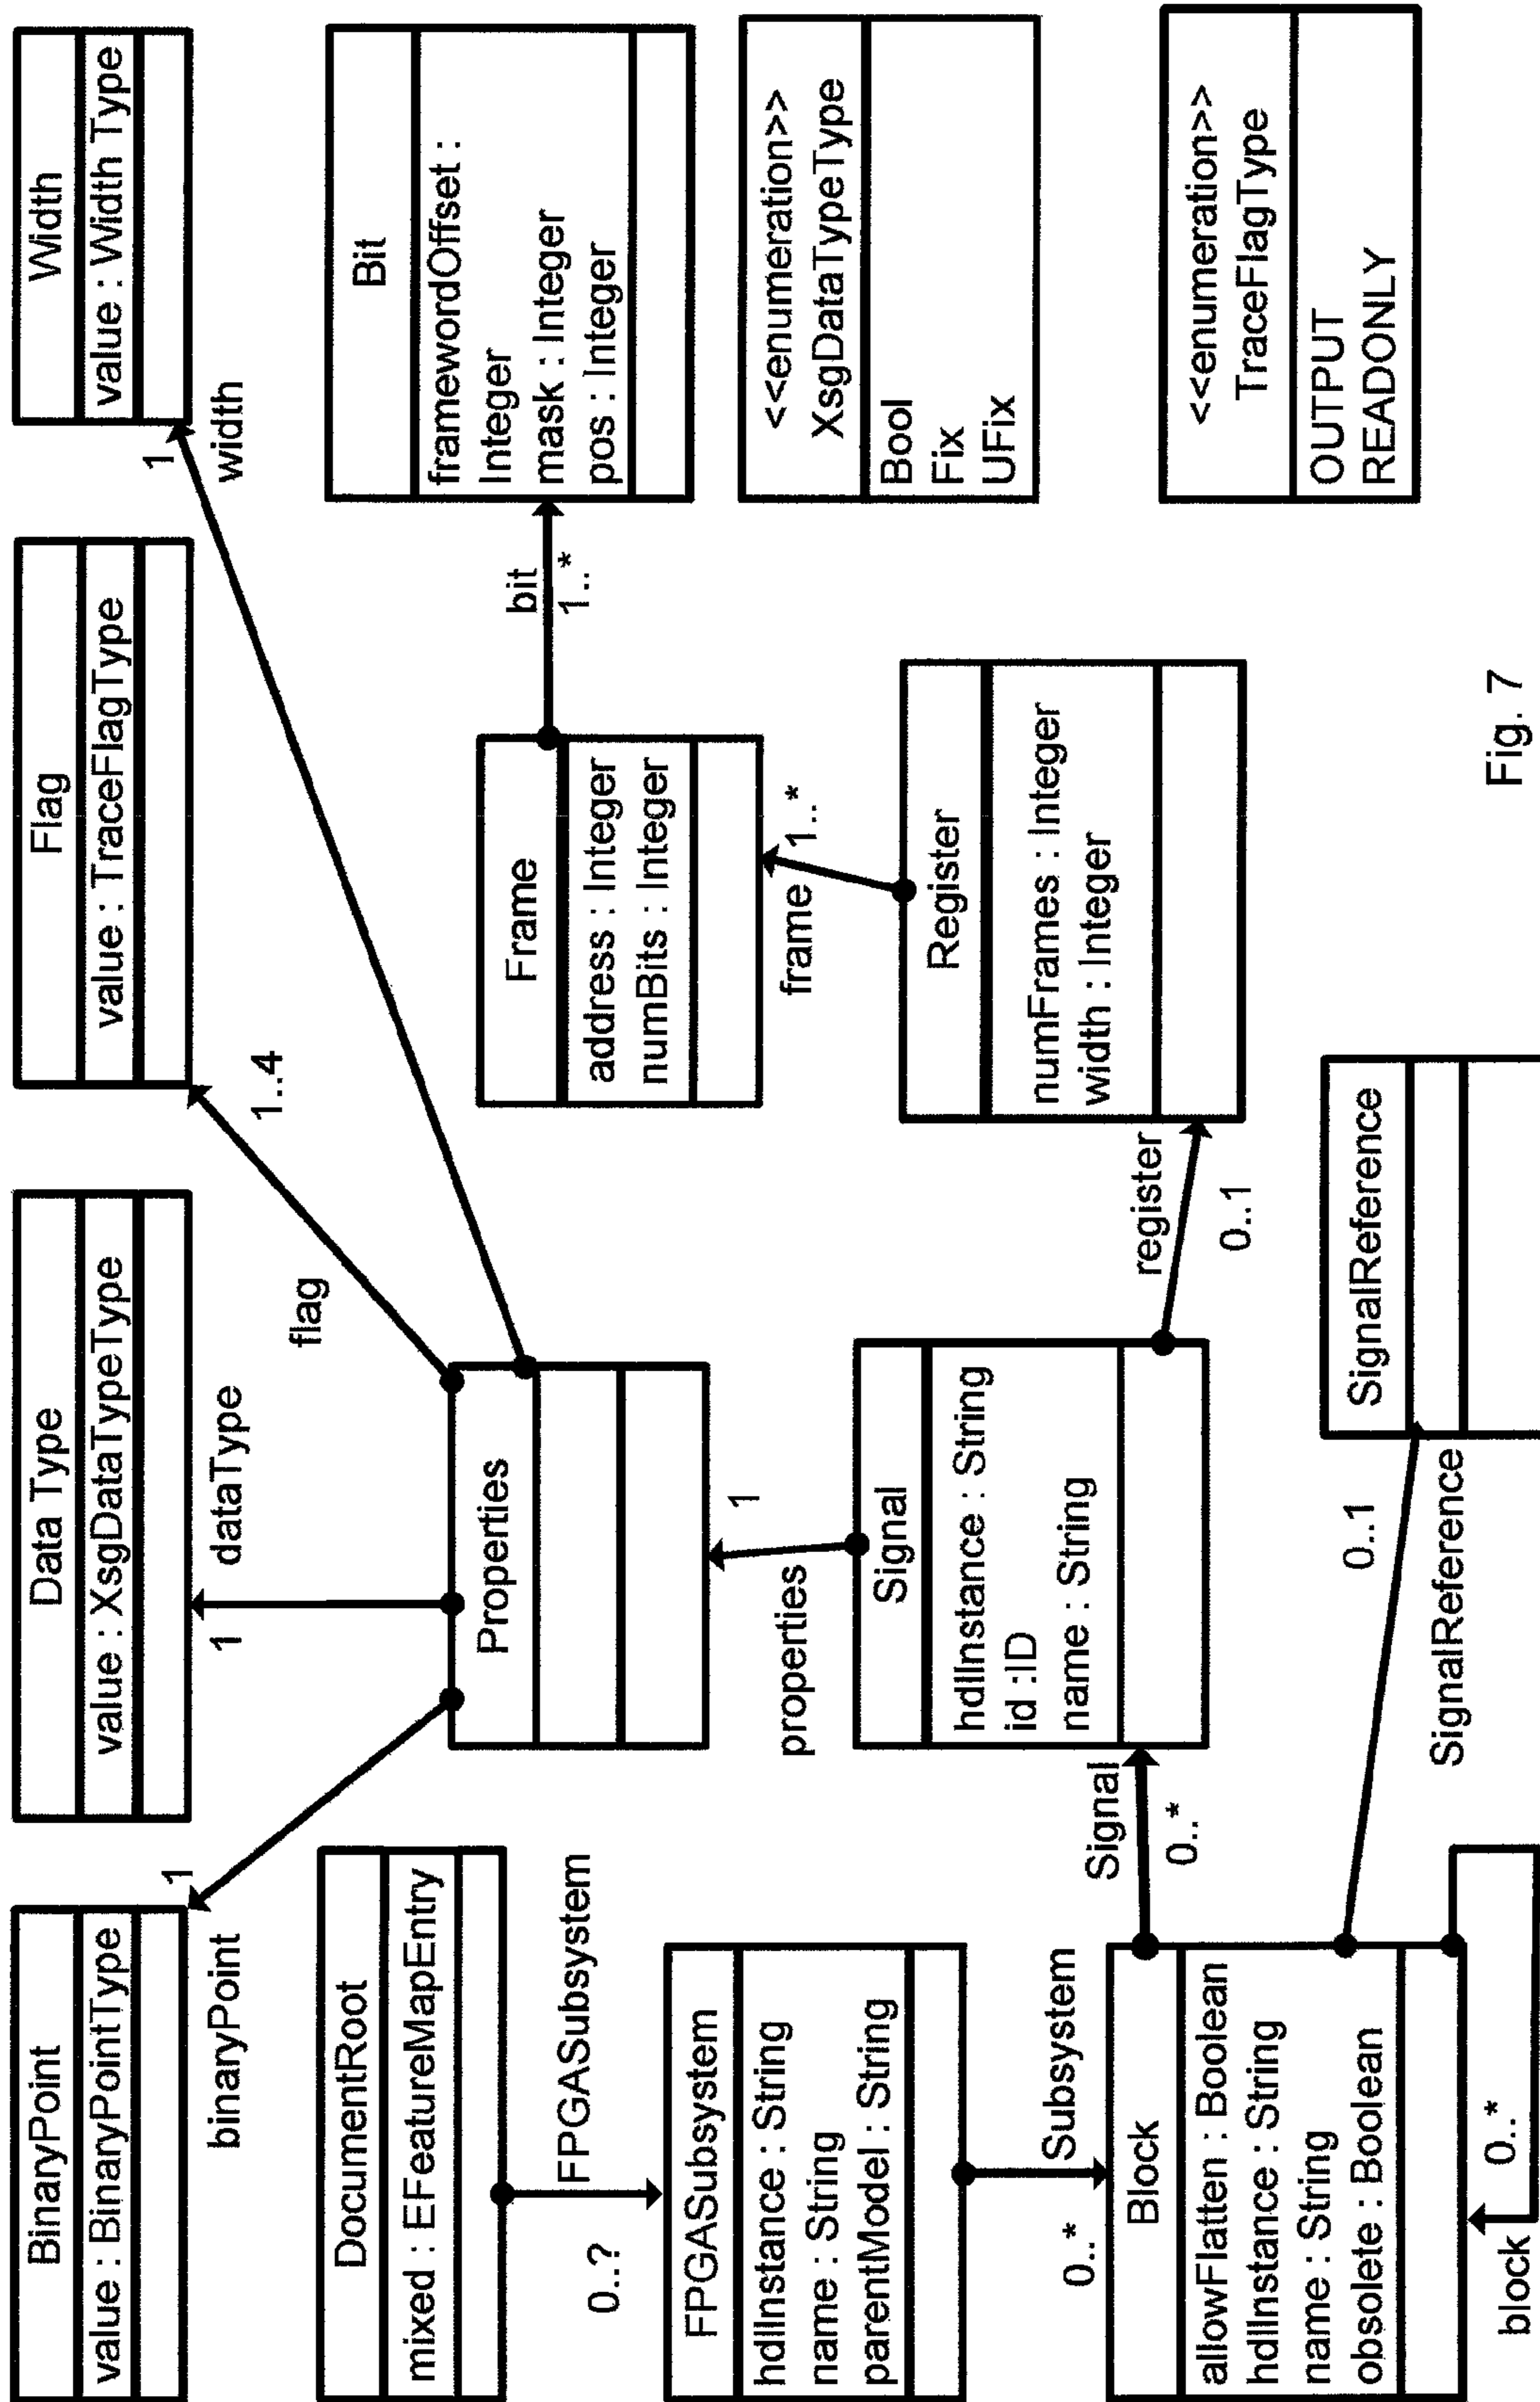 BinaryPoint
value : BinaryPointType
1
binaryPoint
Data Type
value : XsgDataTypeType
1
dataType
Flag
value : TraceFlagType
flag
1..4
Width
value : Width Type
1
width
DocumentRoot
mixed : EFeatureMapEntry
FPGASubsystem
0..?
Properties
properties
1
Frame
address : Integer
numBits : Integer
bit
1..*
Bit
framewordOffset :
Integer
mask : Integer
pos : Integer
FPGASubsystem
hdlInstance : String
name : String
parentModel : String
Subsystem
0..*
Signal
hdlInstance : String
id :ID
name : String
Signal
0..*
register
0..1
frame
1..*
Register
numFrames : Integer
width : Integer
<<enumeration>>
XsgDataTypeType
Bool
Fix
UFix
Block
allowFlatten : Boolean
hdlInstance : String
name : String
obsolete : Boolean
block
0..*
0..1
SignalReference
SignalReference
<<enumeration>>
TraceFlagType
OUTPUT
READONLY
Fig. 7